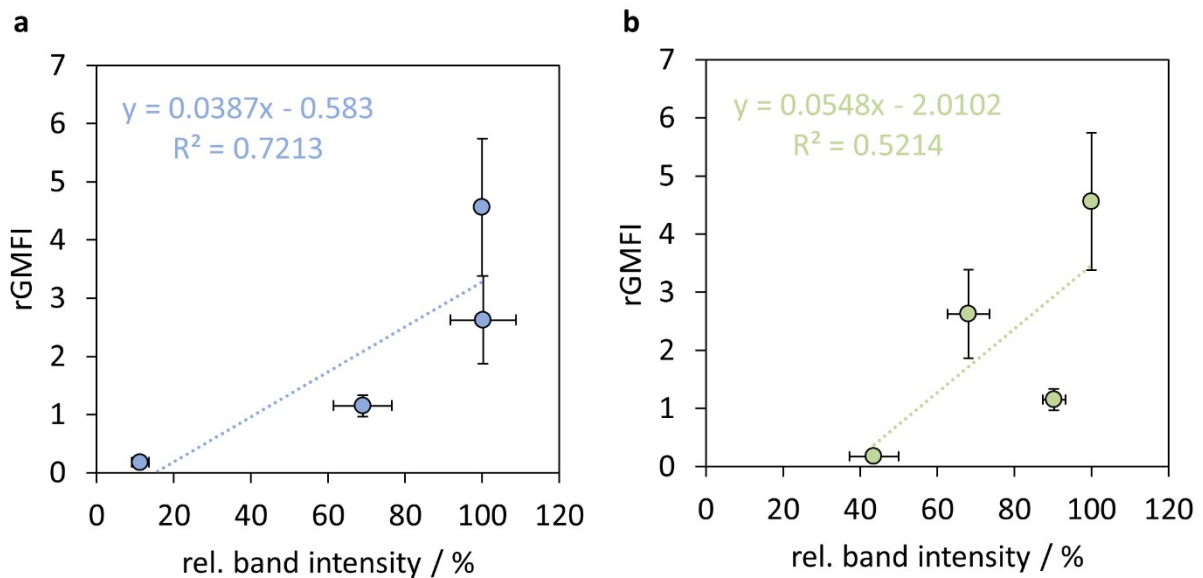 a
7
6
5
4
3
2
1
0
rGMFI
y = 0.0387x - 0.583
R² = 0.7213
0 20 40 60 80 100 120
rel. band intensity / %
b
7
6
5
4
3
2
1
0
rGMFI
y = 0.0548x - 2.0102
R² = 0.5214
0 20 40 60 80 100 120
rel. band intensity / %